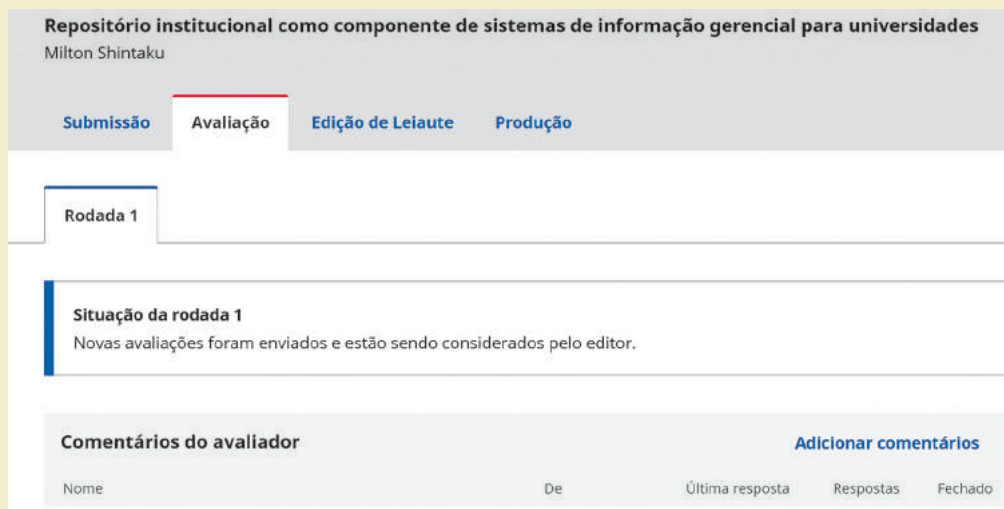 Repositório institucional como componente de sistemas de informação gerencial para universidades
Milton Shintaku
Submissão Avaliação Edição de Leiaute Produção
Rodada 1
Situação da rodada 1
Novas avaliações foram enviados e estão sendo considerados pelo editor.
Comentários do avaliador Adicionar comentários
Nome De Última resposta Respostas Fechado